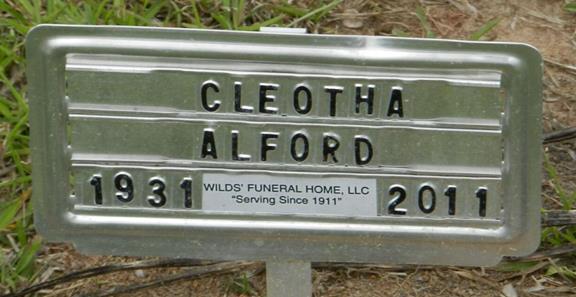 CLEOTHA
ALFORD
1931 WILDS' FUNERAL HOME, LLC 2011
"Serving Since 1911"